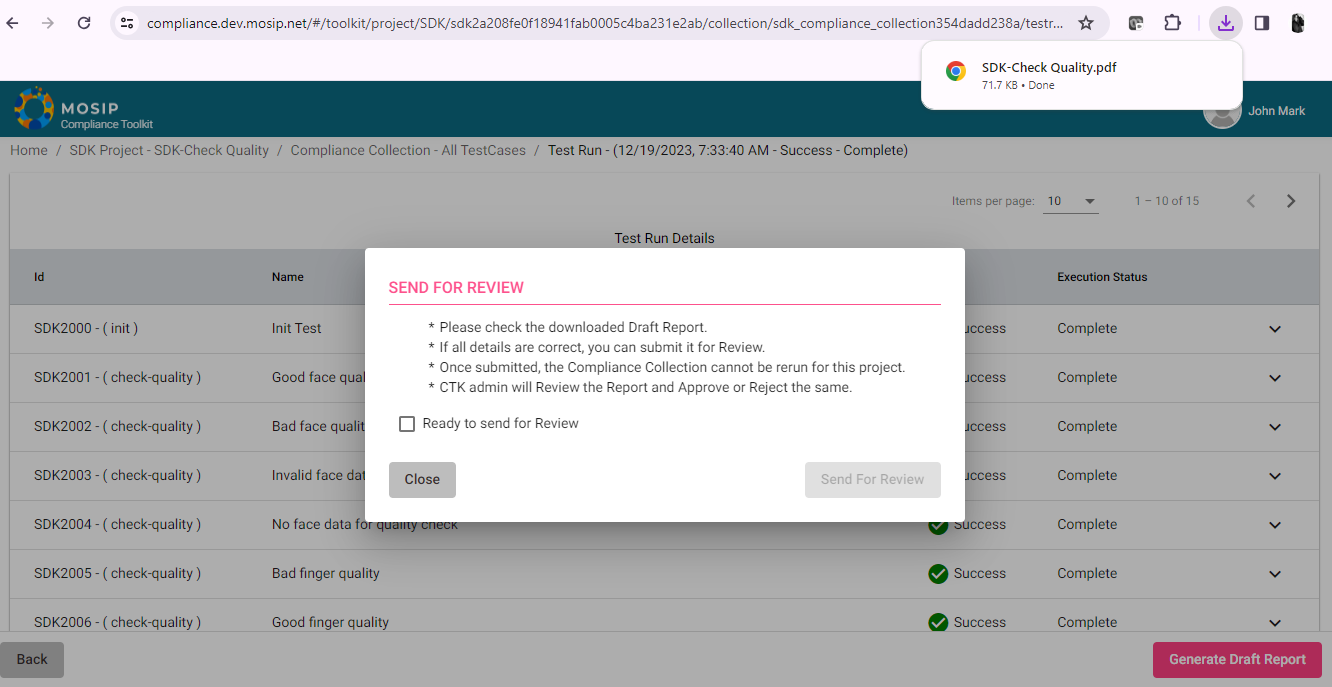 compliance.dev.mosip.net/#/toolkit/project/SDK/sdk2a208fe0f18941fab0005c4ba231e2ab/collection/sdk_compliance_collection354dadd238a/testr...
SDK-Check Quality.pdf
71.7 KB • Done
MOSIP
Compliance Toolkit
John Mark
Home / SDK Project - SDK-Check Quality / Compliance Collection - All TestCases / Test Run - (12/19/2023, 7:33:40 AM - Success - Complete)
Items per page: 10 1 – 10 of 15
Test Run Details
Id Name Execution Status
SEND FOR REVIEW
* Please check the downloaded Draft Report.
* If all details are correct, you can submit it for Review.
* Once submitted, the Compliance Collection cannot be rerun for this project.
* CTK admin will Review the Report and Approve or Reject the same.
Ready to send for Review
Close Send For Review
SDK2000 - ( init ) Init Test uccess Complete
SDK2001 - ( check-quality ) Good face qual uccess Complete
SDK2002 - ( check-quality ) Bad face qualit uccess Complete
SDK2003 - ( check-quality ) Invalid face dat uccess Complete
SDK2004 - ( check-quality ) No face data for quality check Success Complete
SDK2005 - ( check-quality ) Bad finger quality Success Complete
SDK2006 - ( check-quality ) Good finger quality Success Complete
Back Generate Draft Report